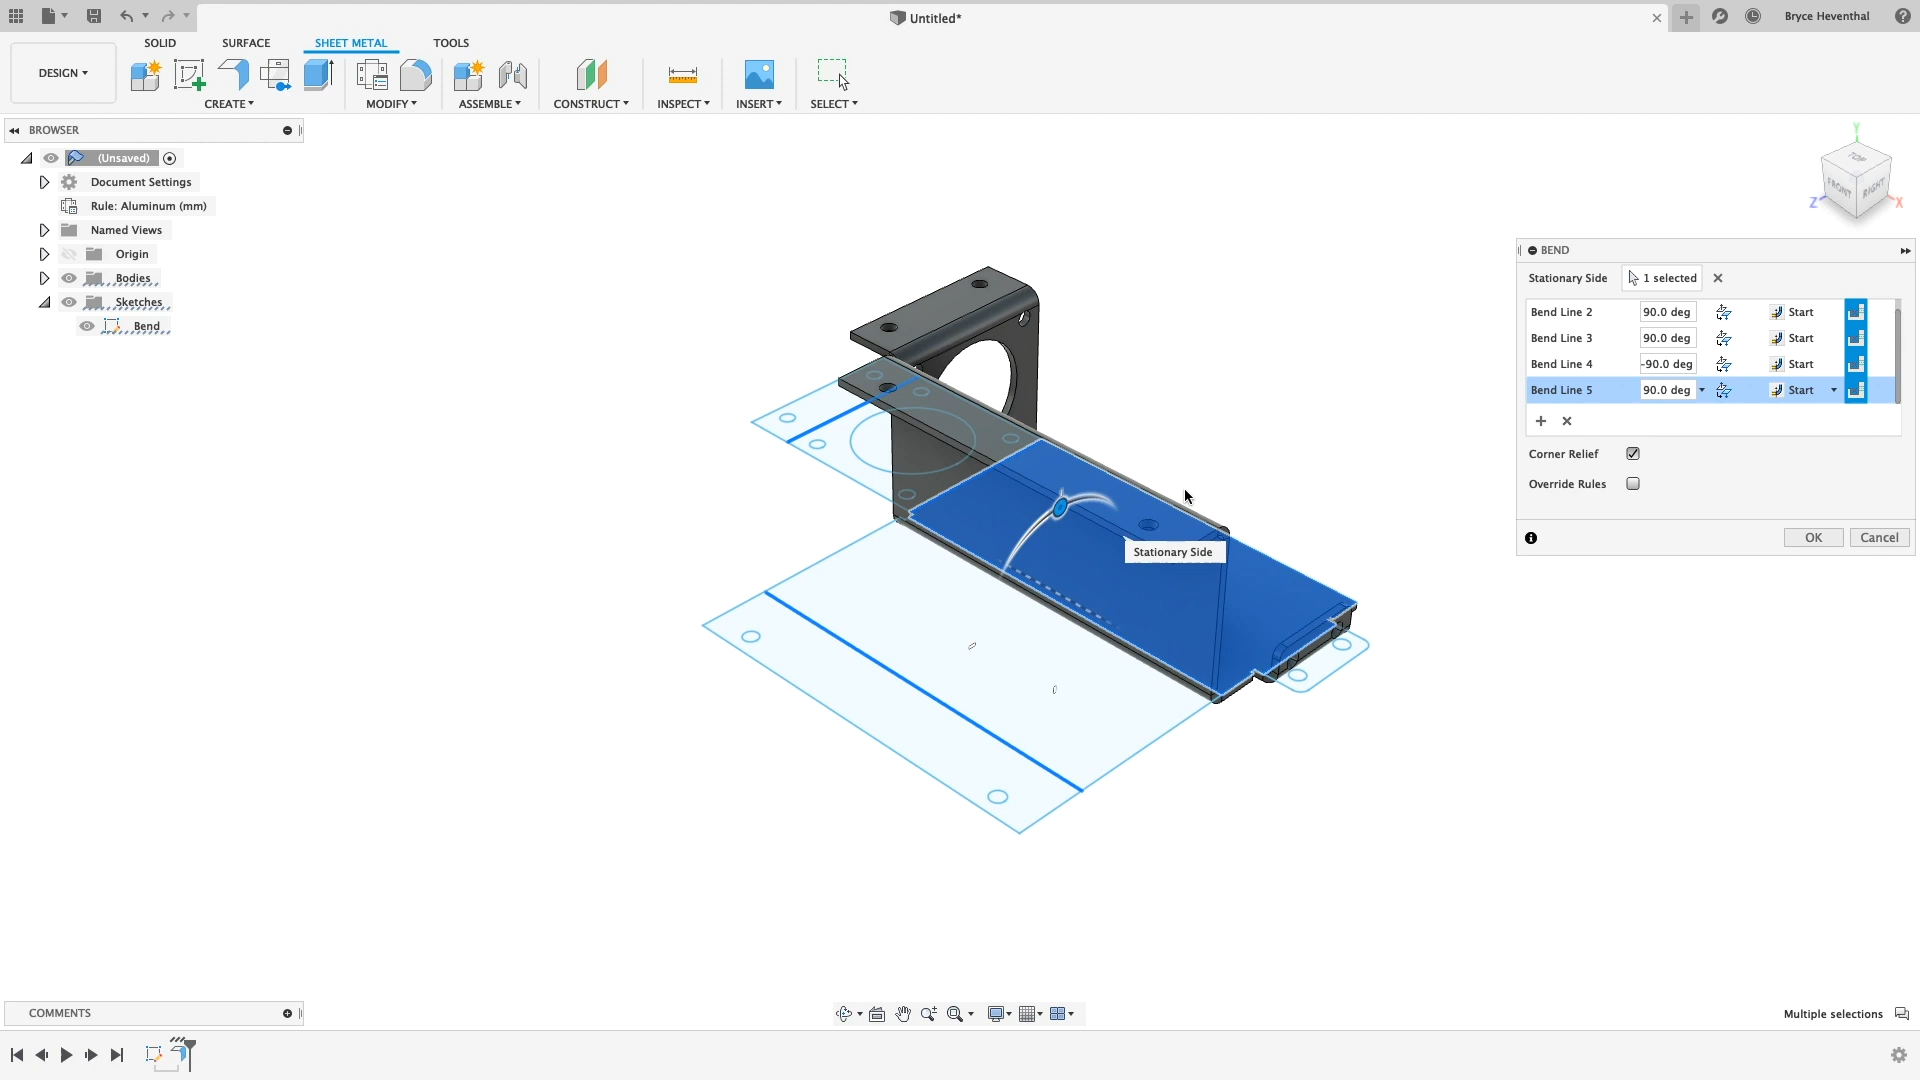 Untitled*
Bryce Heventhal
SOLID
SURFACE
SHEET METAL
TOOLS
DESIGN
CREATE
MODIFY
ASSEMBLE
CONSTRUCT
INSPECT
INSERT
SELECT
BROWSER
(Unsaved)
Document Settings
Rule: Aluminum (mm)
Named Views
Origin
Bodies
Sketches
Bend
Y
TOP
FRONT
RIGHT
Z
X
BEND
Stationary Side 1 selected
Bend Line 2 90.0 deg Start
Bend Line 3 90.0 deg Start
Bend Line 4 -90.0 deg Start
Bend Line 5 90.0 deg Start
Corner Relief
Override Rules
OK Cancel
Stationary Side
COMMENTS
Multiple selections